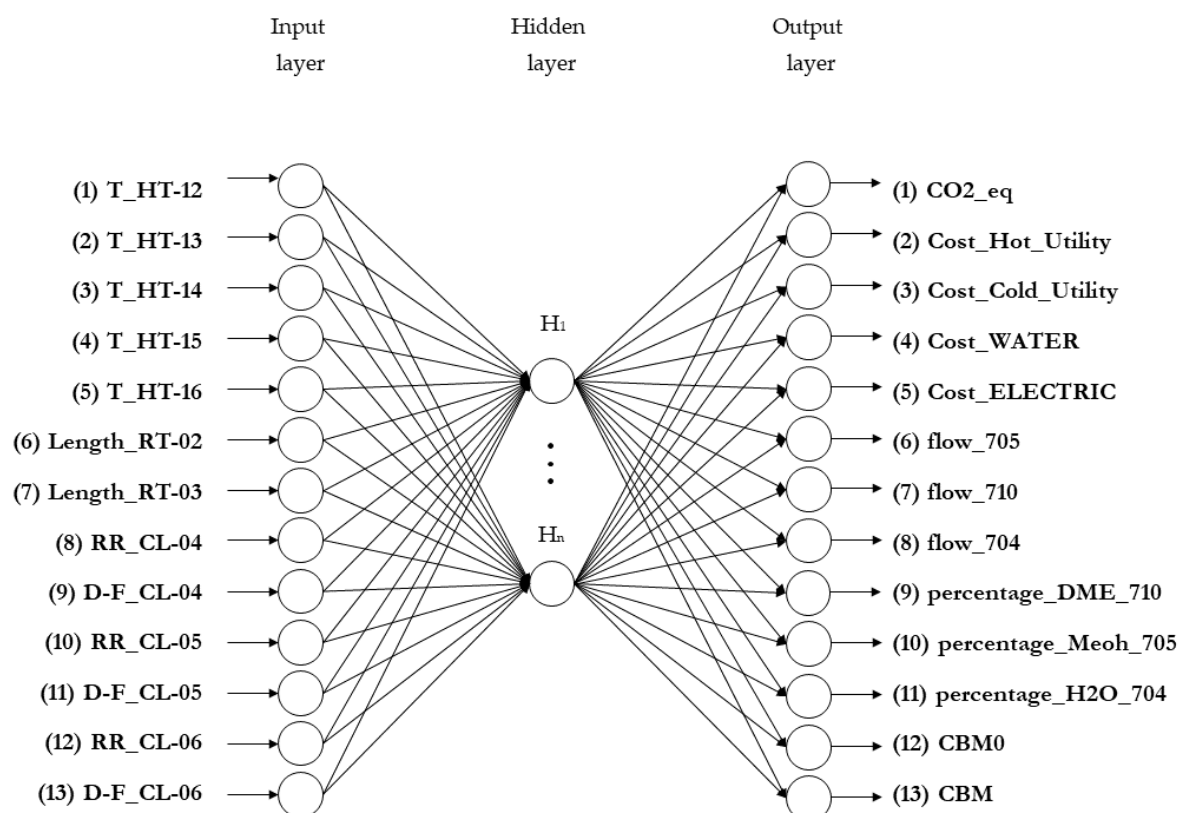 Input
layer
Hidden
layer
Output
layer
(1) T_HT-12
(2) T_HT-13
(3) T_HT-14
(4) T_HT-15
(5) T_HT-16
(6) Length_RT-02
(7) Length_RT-03
(8) RR_CL-04
(9) D-F_CL-04
(10) RR_CL-05
(11) D-F_CL-05
(12) RR_CL-06
(13) D-F_CL-06
H₁
Hₙ
(1) CO2_eq
(2) Cost_Hot_Utility
(3) Cost_Cold_Utility
(4) Cost_WATER
(5) Cost_ELECTRIC
(6) flow_705
(7) flow_710
(8) flow_704
(9) percentage_DME_710
(10) percentage_Meoh_705
(11) percentage_H2O_704
(12) CBM0
(13) CBM